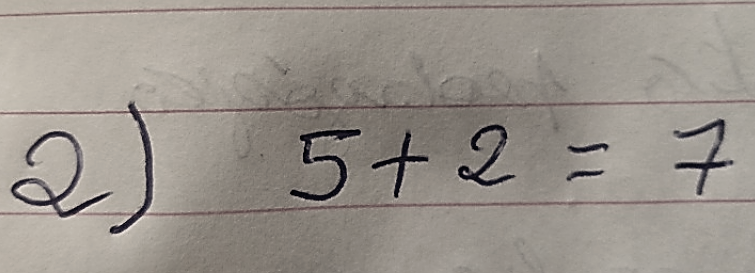 2) 5+2 = 7